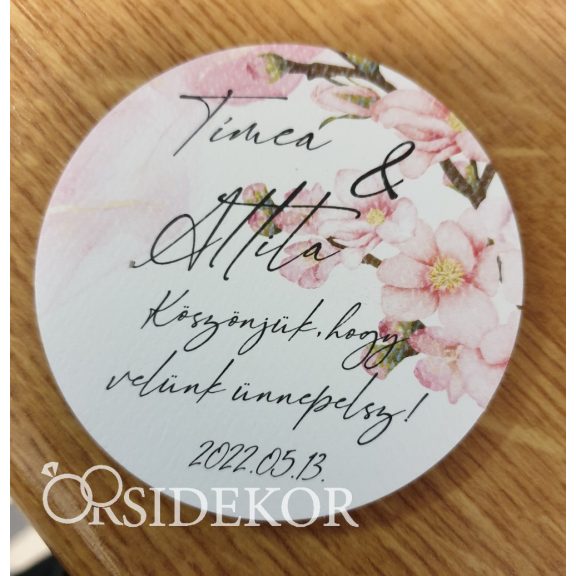 Tímea
&
Attila
Köszönjük, hogy
velünk ünnepelsz!
2022.05.13.
ORSIDEKOR